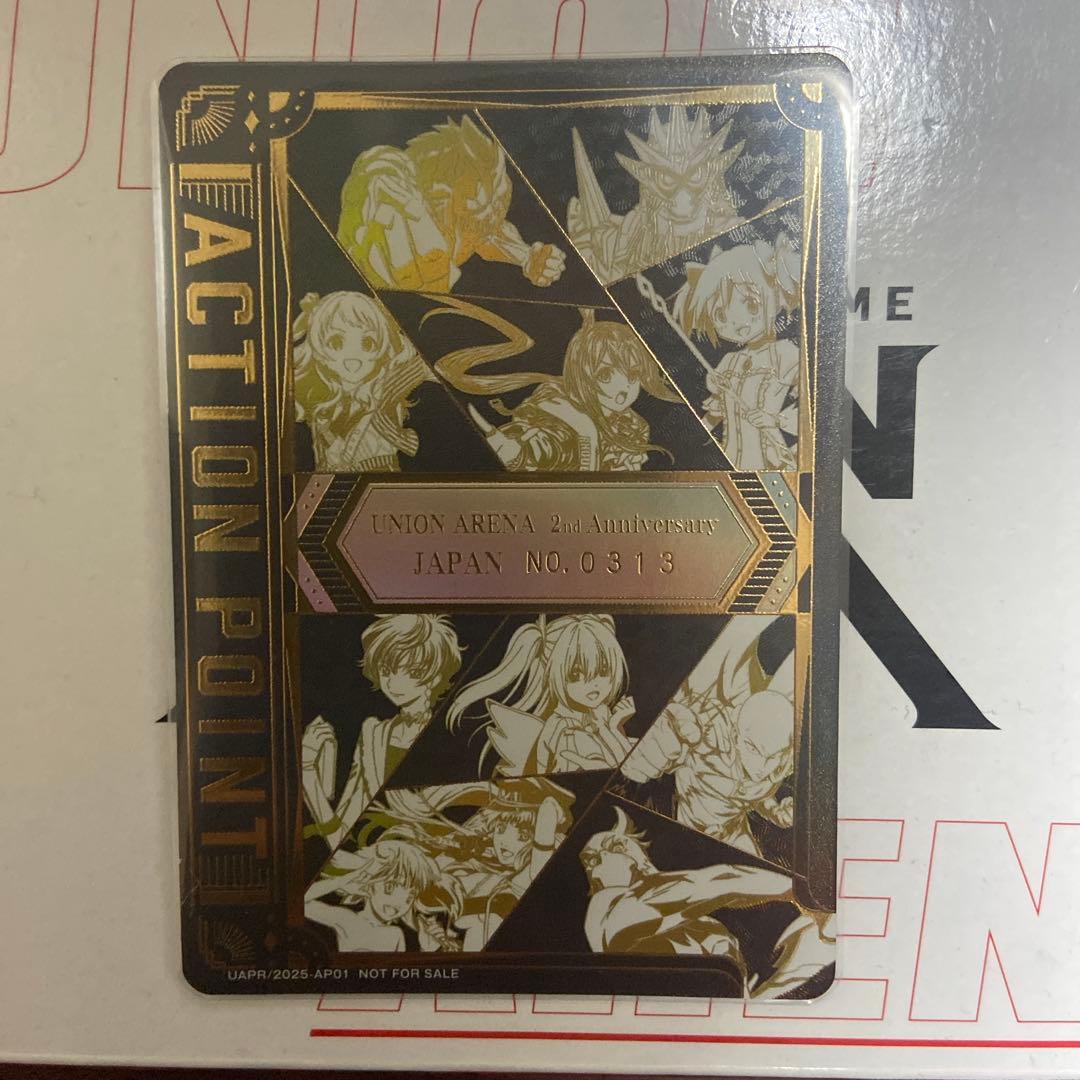 ACTION POINT
UNION ARENA 2nd Anniversary
JAPAN NO. 0313
UAPR/2025-AP01 NOT FOR SALE